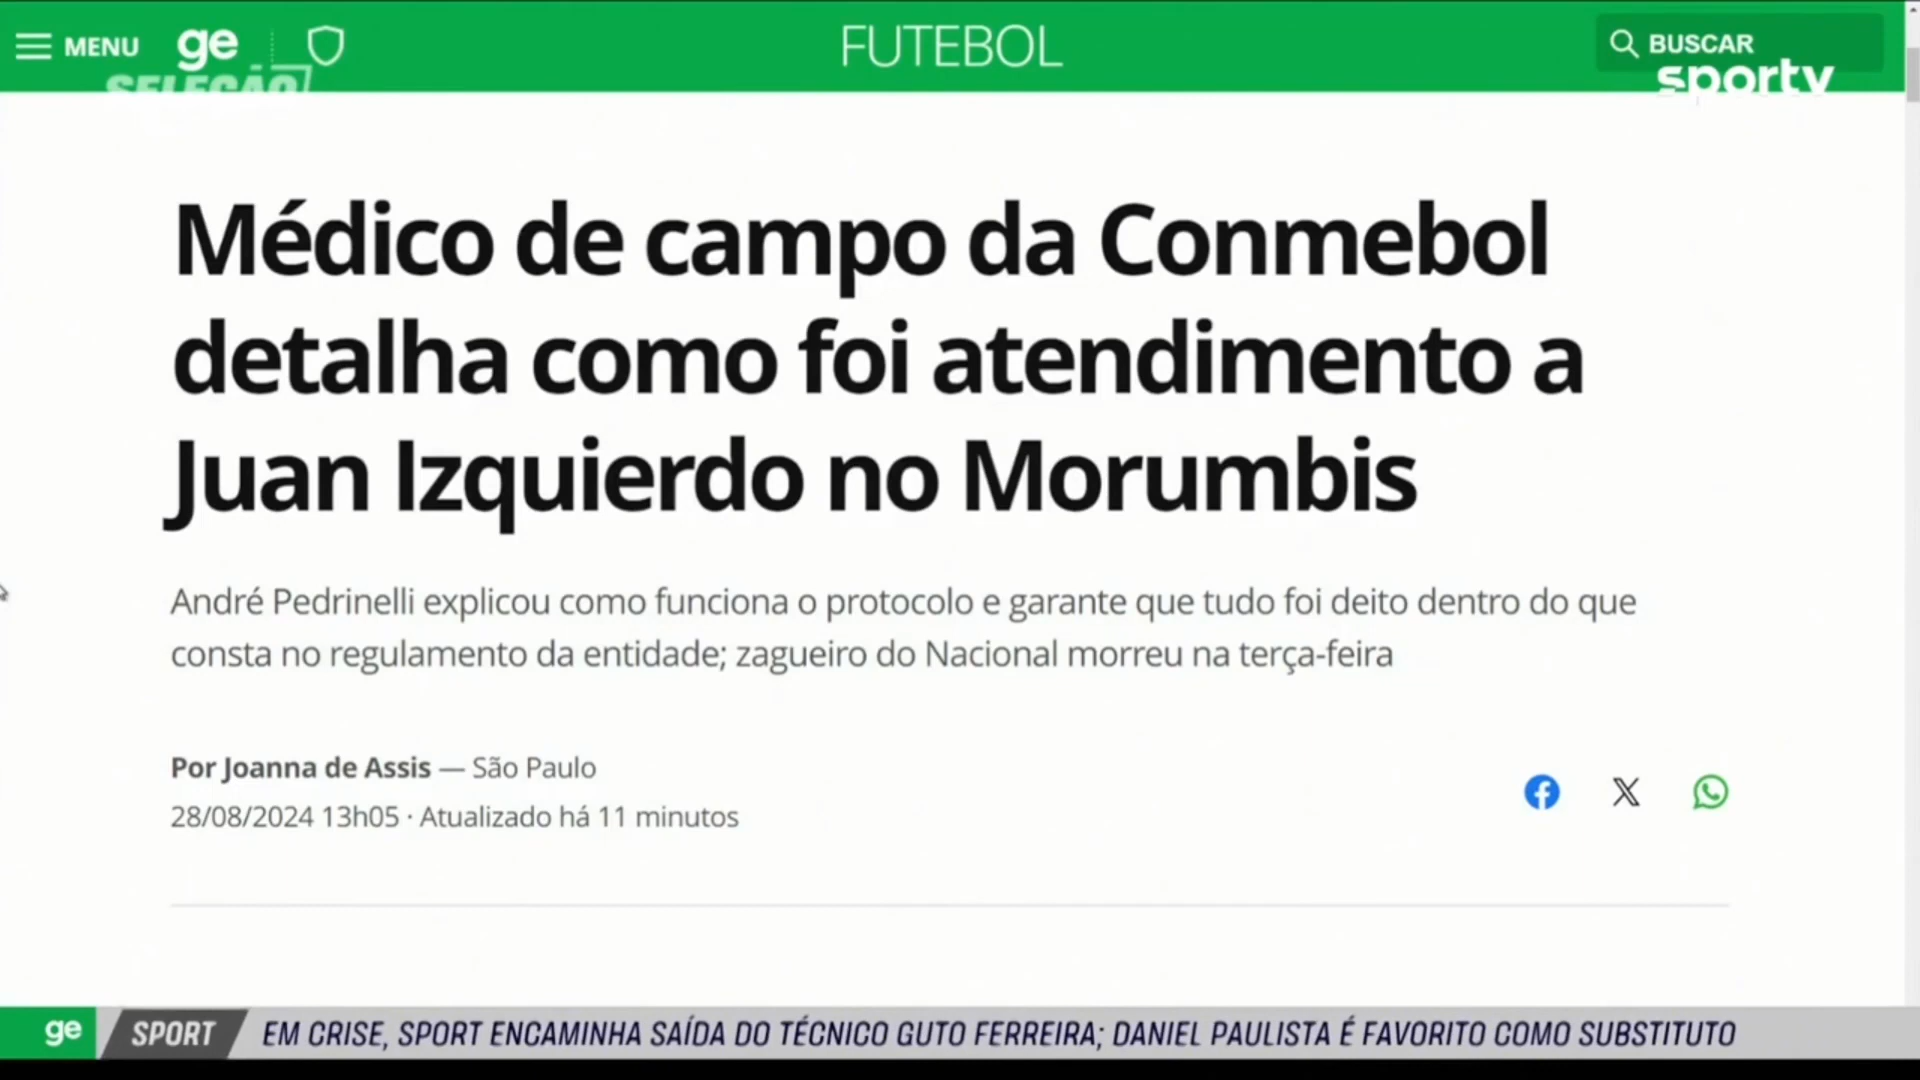 MENU ge FUTEBOL BUSCAR
SELEÇÃO sportv
Médico de campo da Conmebol
detalha como foi atendimento a
Juan Izquierdo no Morumbis
André Pedrinelli explicou como funciona o protocolo e garante que tudo foi deito dentro do que
consta no regulamento da entidade; zagueiro do Nacional morreu na terça-feira
Por Joanna de Assis — São Paulo
28/08/2024 13h05 · Atualizado há 11 minutos
ge SPORT EM CRISE, SPORT ENCAMINHA SAÍDA DO TÉCNICO GUTO FERREIRA; DANIEL PAULISTA É FAVORITO COMO SUBSTITUTO